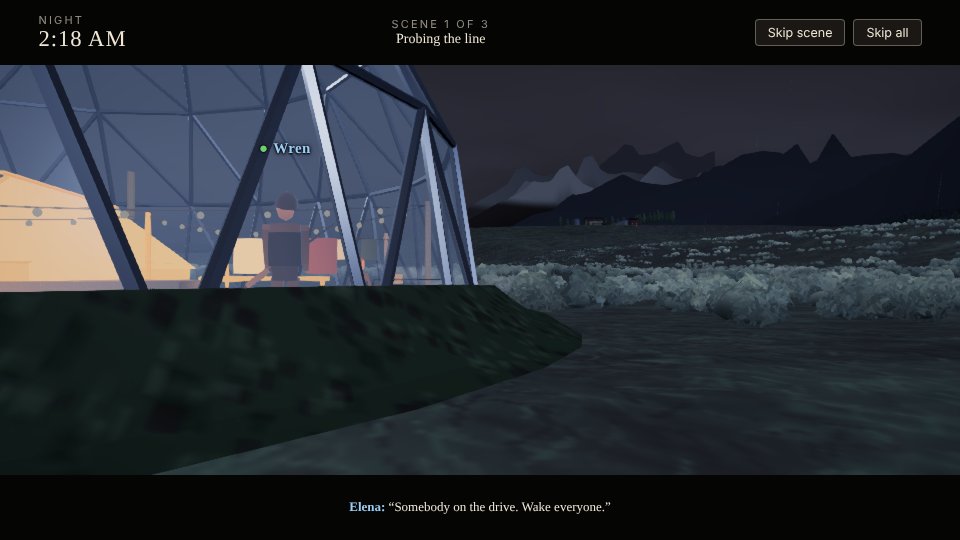 NIGHT
2:18 AM
SCENE 1 OF 3
Probing the line
Skip scene
Skip all
Wren
Elena: “Somebody on the drive. Wake everyone.”